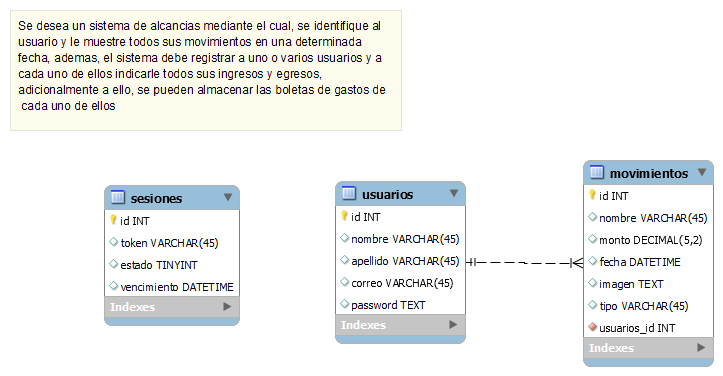 Se desea un sistema de alcancias mediante el cual, se identifique al
usuario y le muestre todos sus movimientos en una determinada
fecha, ademas, el sistema debe registrar a uno o varios usuarios y a
cada uno de ellos indicarle todos sus ingresos y egresos,
adicionalmente a ello, se pueden almacenar las boletas de gastos de
cada uno de ellos
sesiones
id INT
token VARCHAR(45)
estado TINYINT
vencimiento DATETIME
Indexes
usuarios
id INT
nombre VARCHAR(45)
apellido VARCHAR(45)
correo VARCHAR(45)
password TEXT
Indexes
movimientos
id INT
nombre VARCHAR(45)
monto DECIMAL(5,2)
fecha DATETIME
imagen TEXT
tipo VARCHAR(45)
usuarios_id INT
Indexes